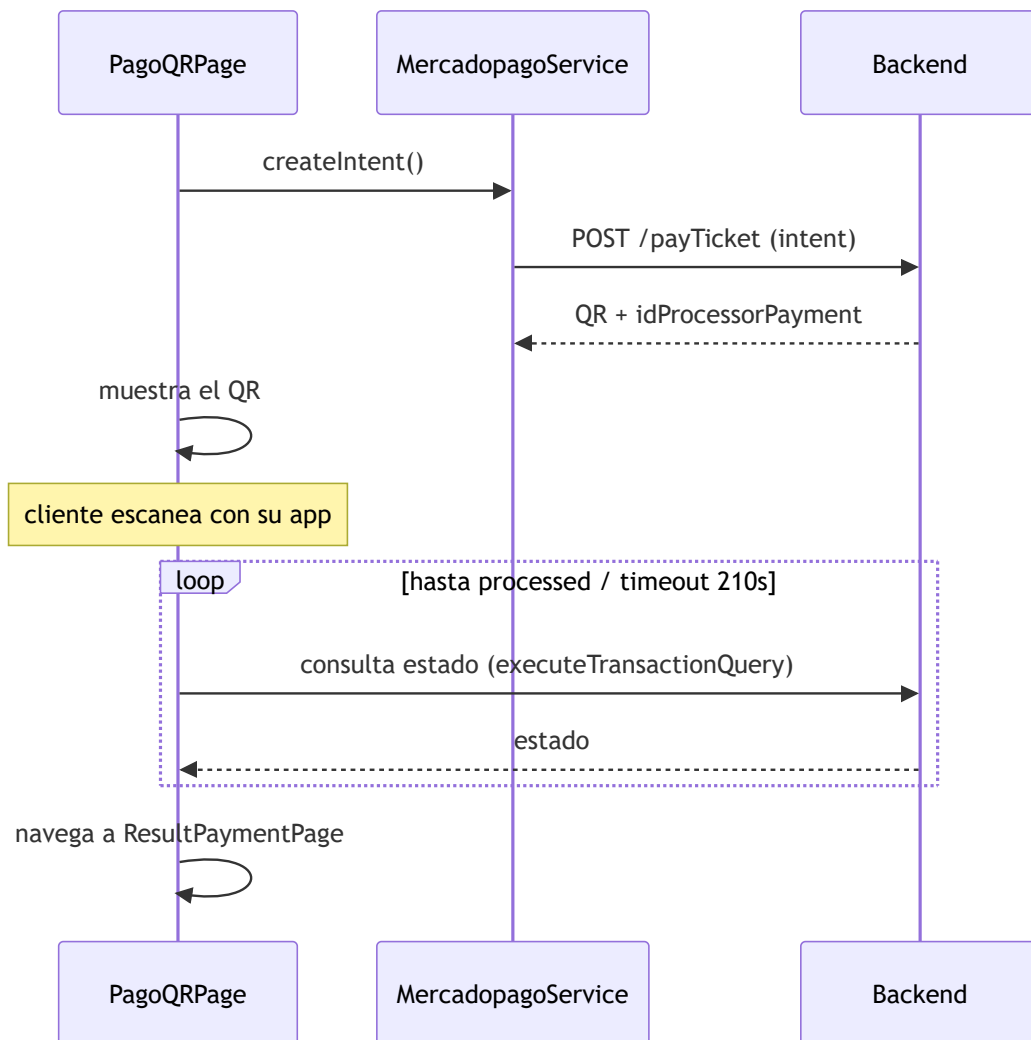 PagoQRPage
MercadopagoService
Backend
createIntent()
POST /payTicket (intent)
QR + idProcessorPayment
muestra el QR
cliente escanea con su app
loop
[hasta processed / timeout 210s]
consulta estado (executeTransactionQuery)
estado
navega a ResultPaymentPage
PagoQRPage
MercadopagoService
Backend